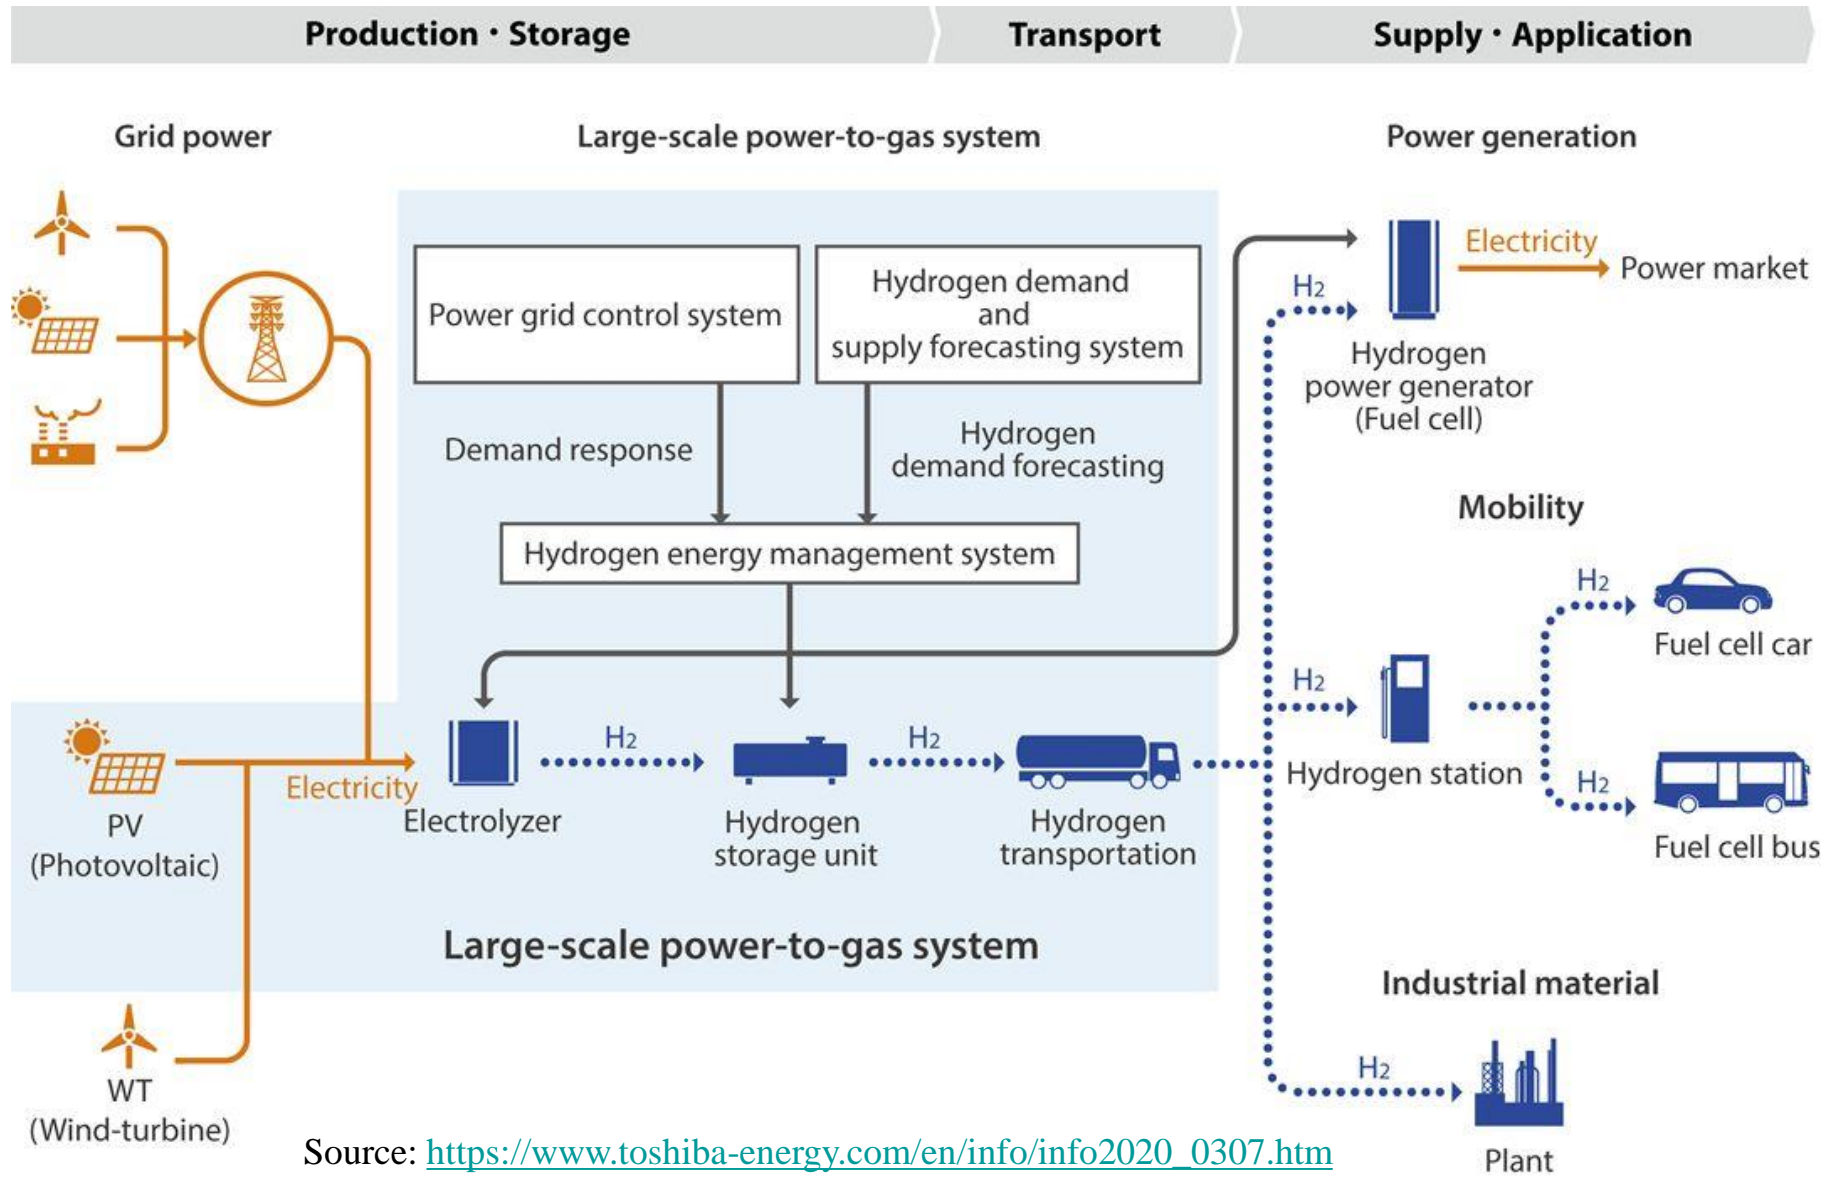 Production・Storage
Transport
Supply・Application
Grid power
Large-scale power-to-gas system
Power generation
Power grid control system
Hydrogen demand
and
supply forecasting system
Electricity
Power market
H2
Hydrogen
power generator
(Fuel cell)
Demand response
Hydrogen
demand forecasting
Mobility
Hydrogen energy management system
H2
Fuel cell car
H2
Hydrogen station
H2
Fuel cell bus
PV
(Photovoltaic)
Electricity
Electrolyzer
H2
Hydrogen
storage unit
H2
Hydrogen
transportation
Large-scale power-to-gas system
Industrial material
H2
Plant
WT
(Wind-turbine)
Source: https://www.toshiba-energy.com/en/info/info2020_0307.htm